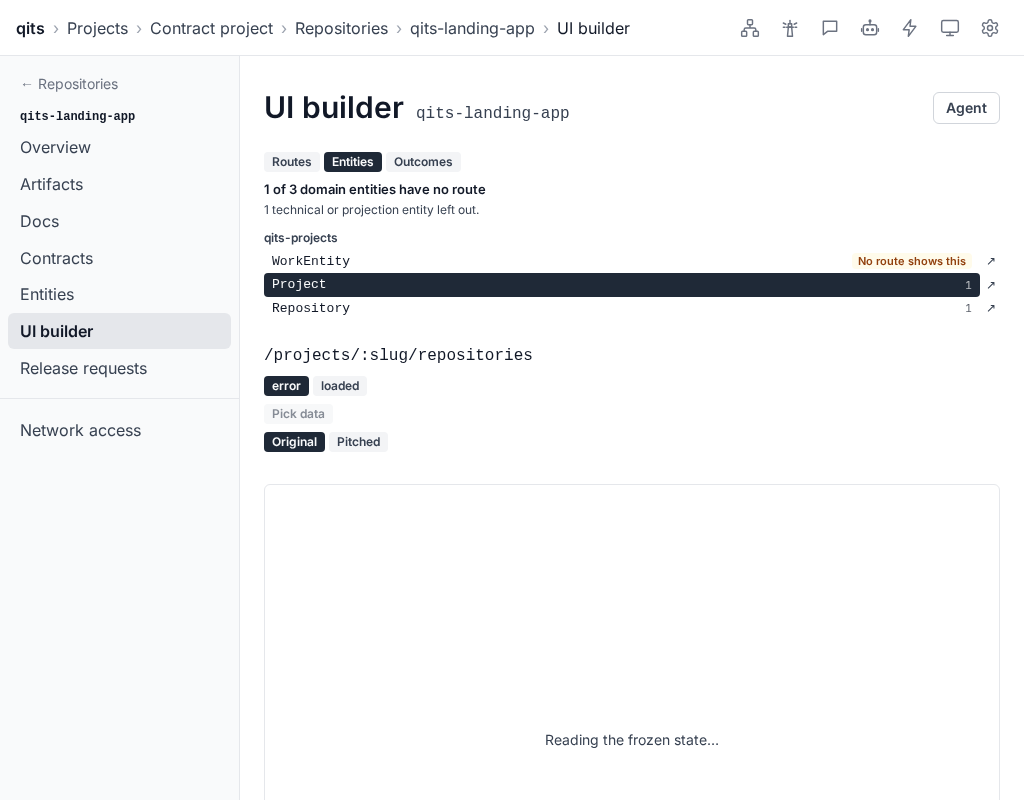 qits › Projects › Contract project › Repositories › qits-landing-app › UI builder
← Repositories
qits-landing-app
Overview
Artifacts
Docs
Contracts
Entities
UI builder
Release requests
Network access
UI builder qits-landing-app
Agent
Routes Entities Outcomes
1 of 3 domain entities have no route
1 technical or projection entity left out.
qits-projects
WorkEntity No route shows this ↗
Project 1 ↗
Repository 1 ↗
/projects/:slug/repositories
error loaded
Pick data
Original Pitched
Reading the frozen state...